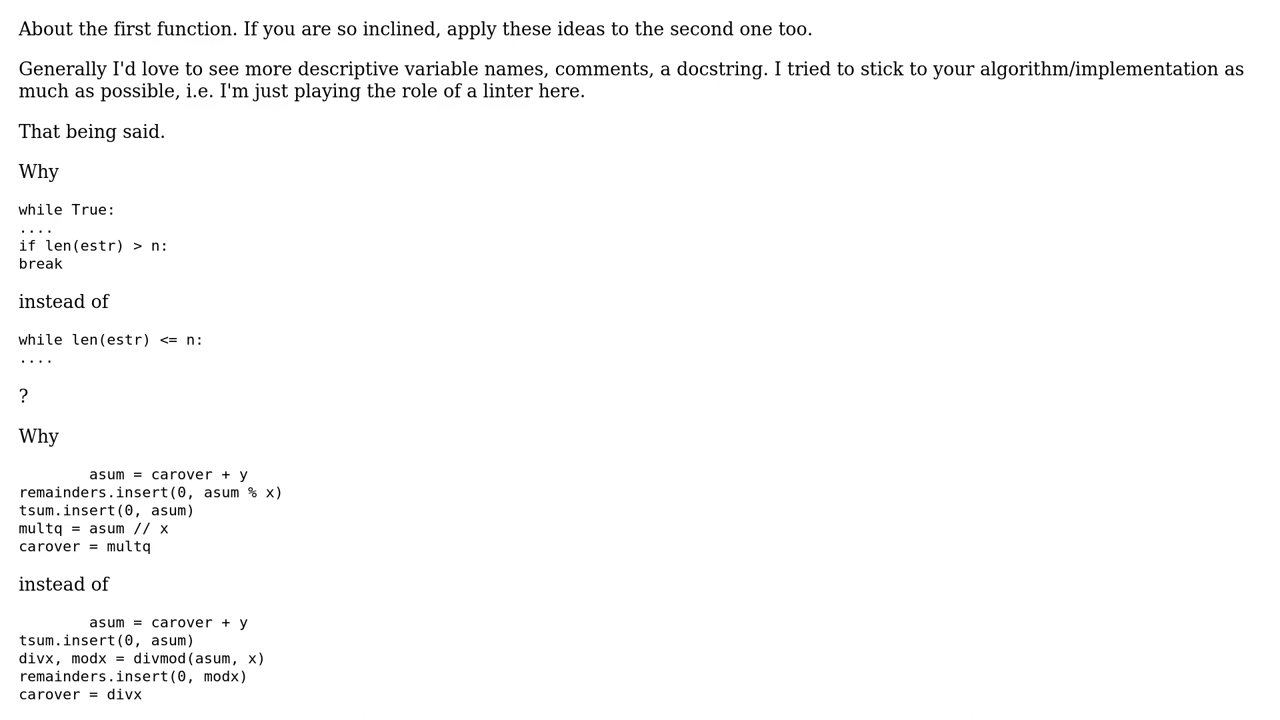 About the first function. If you are so inclined, apply these ideas to the second one too.
Generally I'd love to see more descriptive variable names, comments, a docstring. I tried to stick to your algorithm/implementation as
much as possible, i.e. I'm just playing the role of a linter here.
That being said.
Why
while True:
....
if len(estr) > n:
break
instead of
while len(estr) <= n:
....
?
Why
        asum = carover + y
remainders.insert(0, asum % x)
tsum.insert(0, asum)
multq = asum // x
carover = multq
instead of
        asum = carover + y
tsum.insert(0, asum)
divx, modx = divmod(asum, x)
remainders.insert(0, modx)
carover = divx